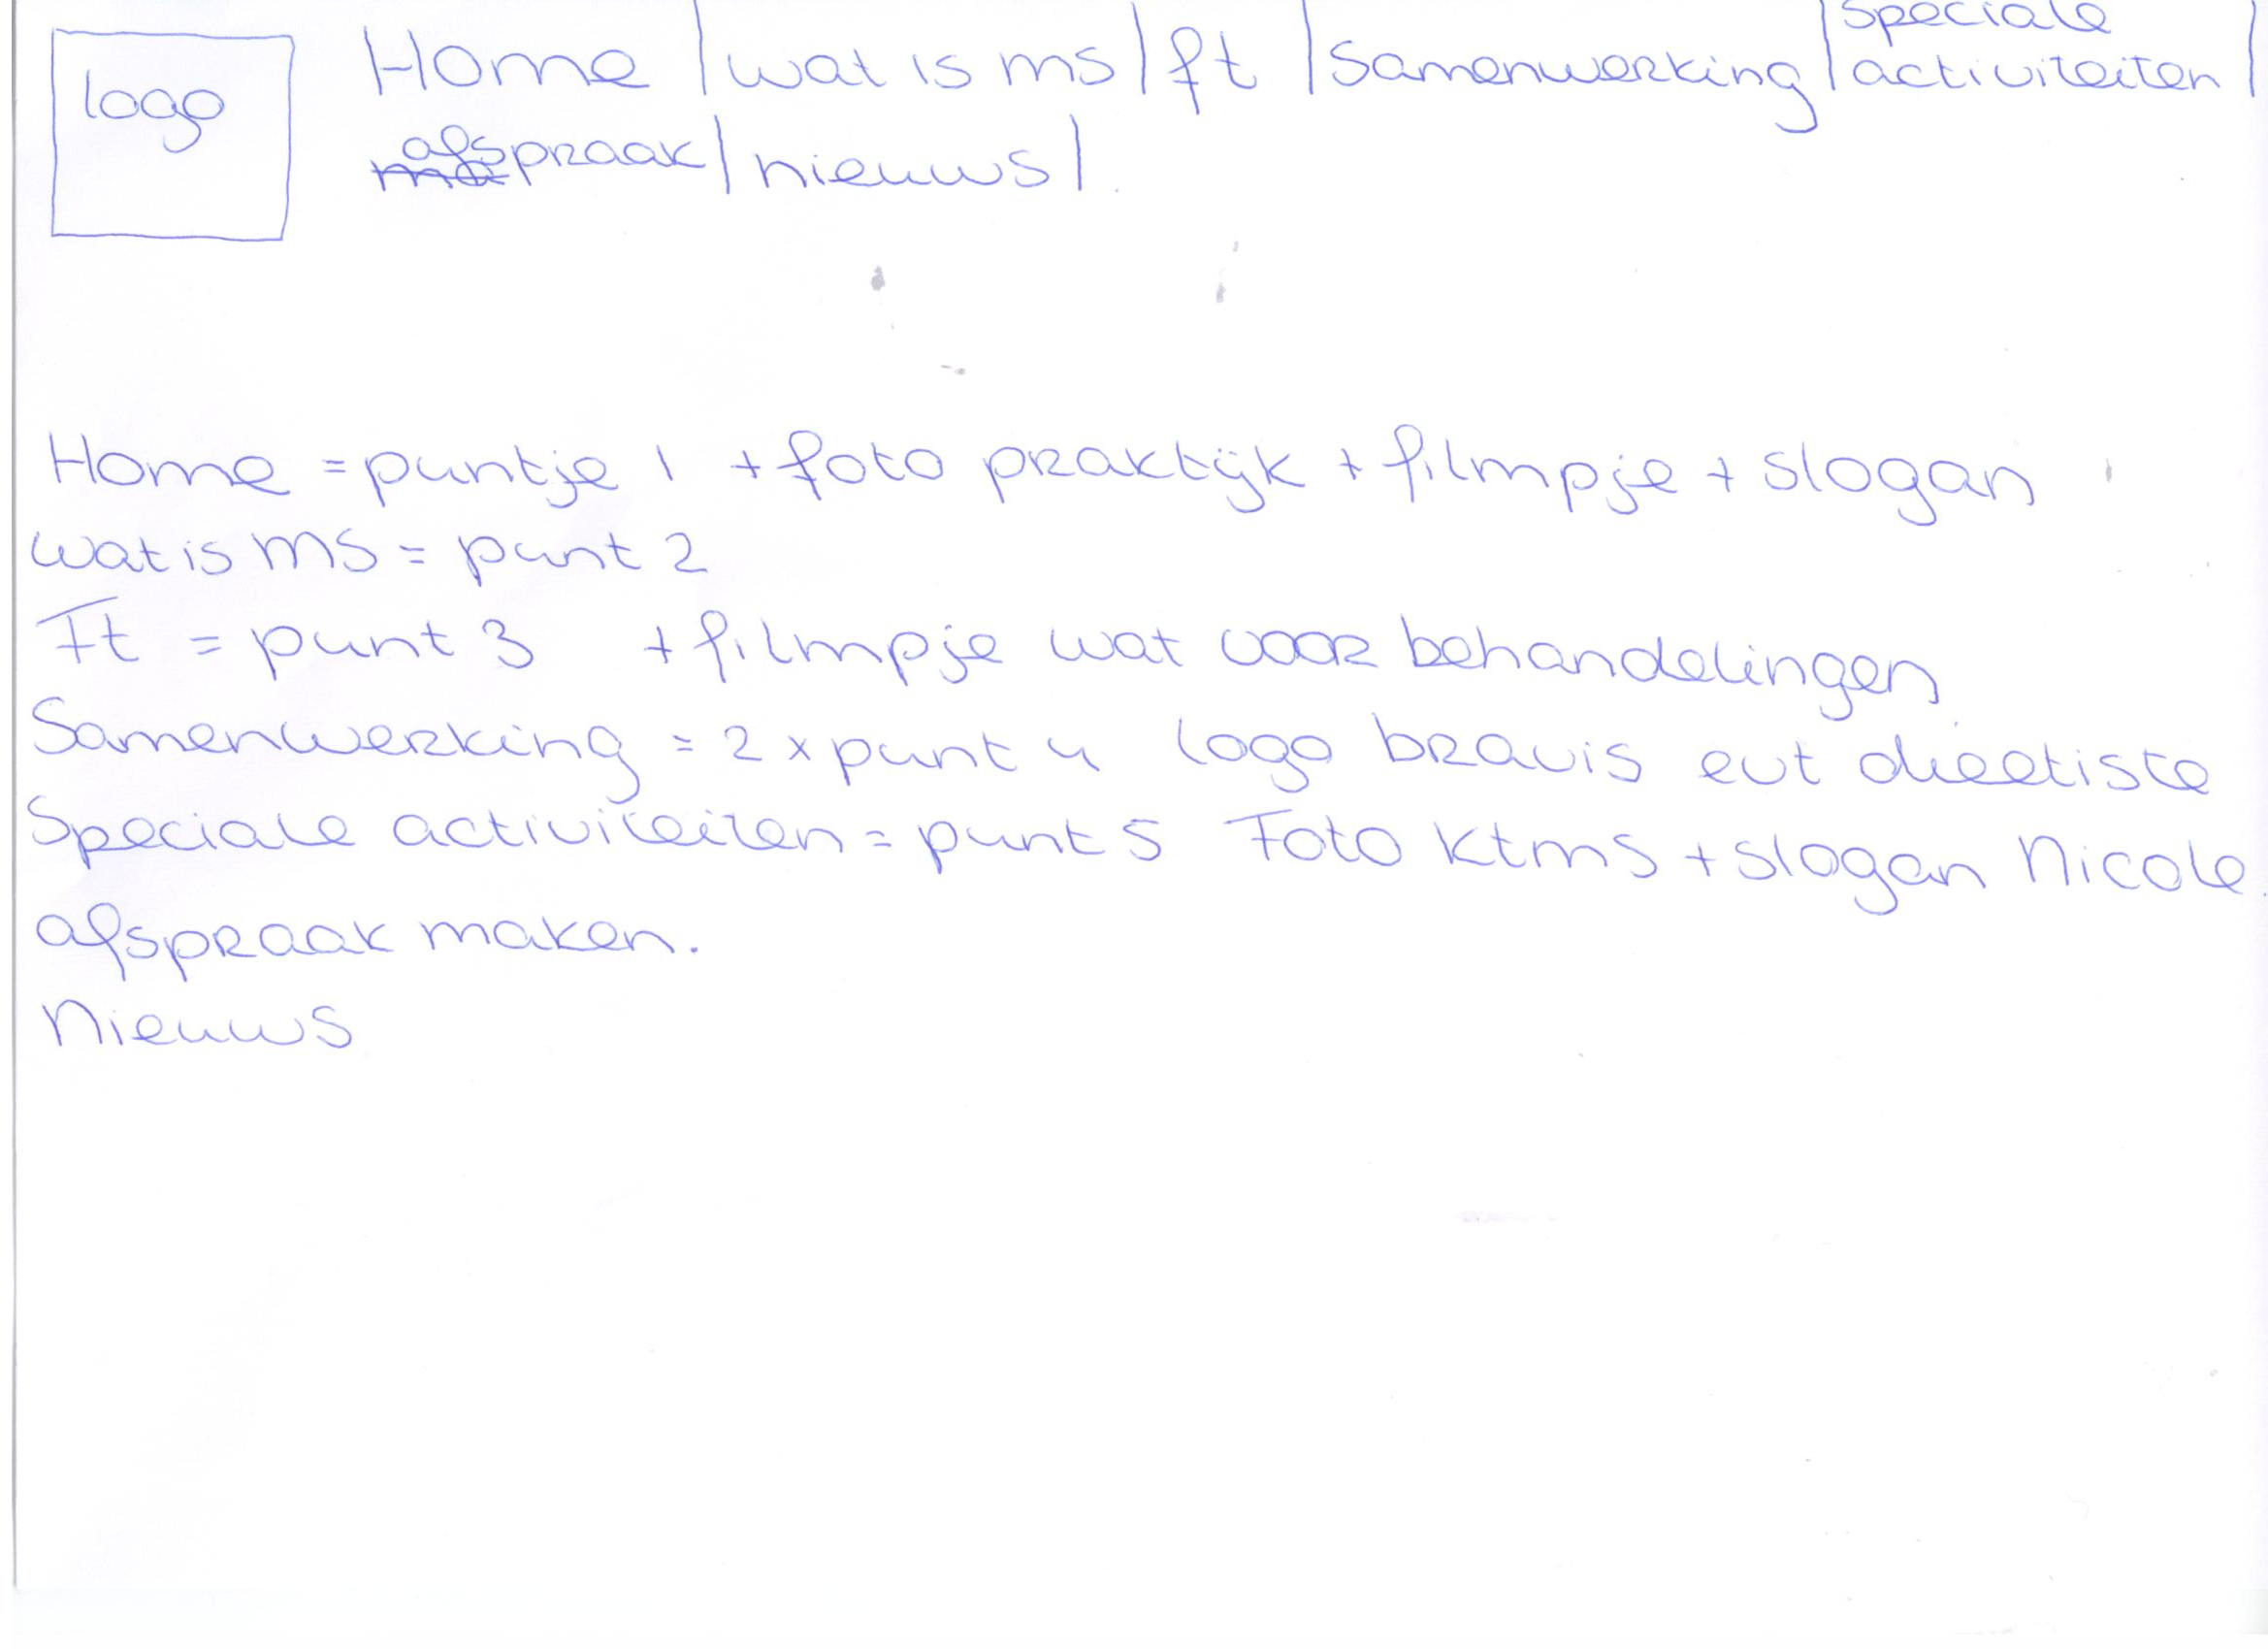 logo
Home | wat is ms | ft | samenwerking | speciale activiteiten |
afspraak | nieuws |
Home = puntje 1 + foto praktijk + filmpje + slogan
wat is MS = punt 2
Ft = punt 3 + filmpje wat voor behandelingen
Samenwerking = 2 x punt 4 logo bravis evt dieetiste
Speciale activiteiten = punt 5 Foto ktms + slogan Nicole.
afspraak maken.
Nieuws